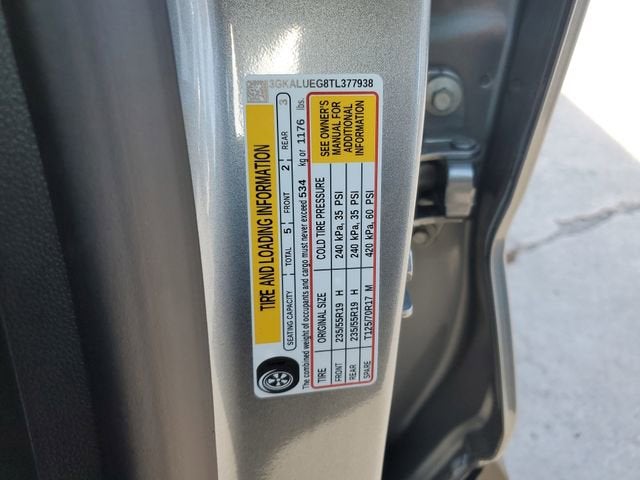 3GKALUEG8TL377938
TIRE AND LOADING INFORMATION
SEATING CAPACITY TOTAL 5 FRONT 2 REAR 3
The combined weight of occupants and cargo must never exceed 534 kg or 1176 lbs.
TIRE ORIGINAL SIZE COLD TIRE PRESSURE
FRONT 235/55R19 H 240 kPa, 35 PSI
REAR 235/55R19 H 240 kPa, 35 PSI
SPARE T125/70R17 M 420 kPa, 60 PSI
SEE OWNER'S
MANUAL FOR
ADDITIONAL
INFORMATION